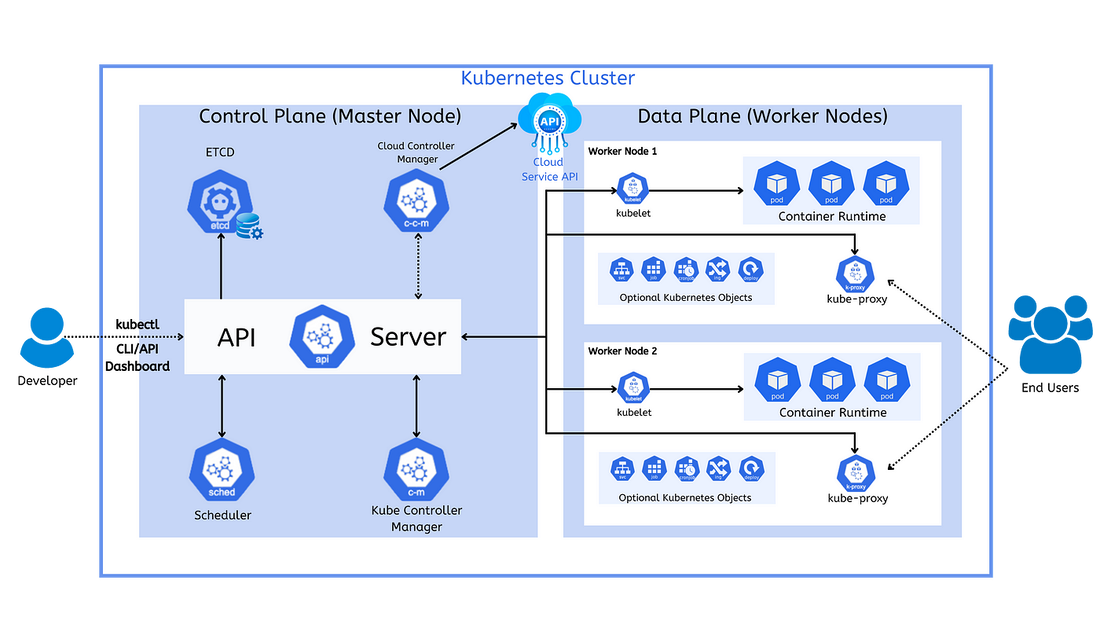 Kubernetes Cluster
Control Plane (Master Node)
ETCD
etcd
Cloud Controller
Manager
c-c-m
API
Cloud
Service API
Developer
kubectl
CLI/API
Dashboard
API
api
Server
sched
Scheduler
c-m
Kube Controller
Manager
Data Plane (Worker Nodes)
Worker Node 1
kubelet
kubelet
pod
pod
pod
Container Runtime
svc
job
cronjob
ing
deploy
Optional Kubernetes Objects
k-proxy
kube-proxy
Worker Node 2
kubelet
kubelet
pod
pod
pod
Container Runtime
svc
job
cronjob
ing
deploy
Optional Kubernetes Objects
k-proxy
kube-proxy
End Users